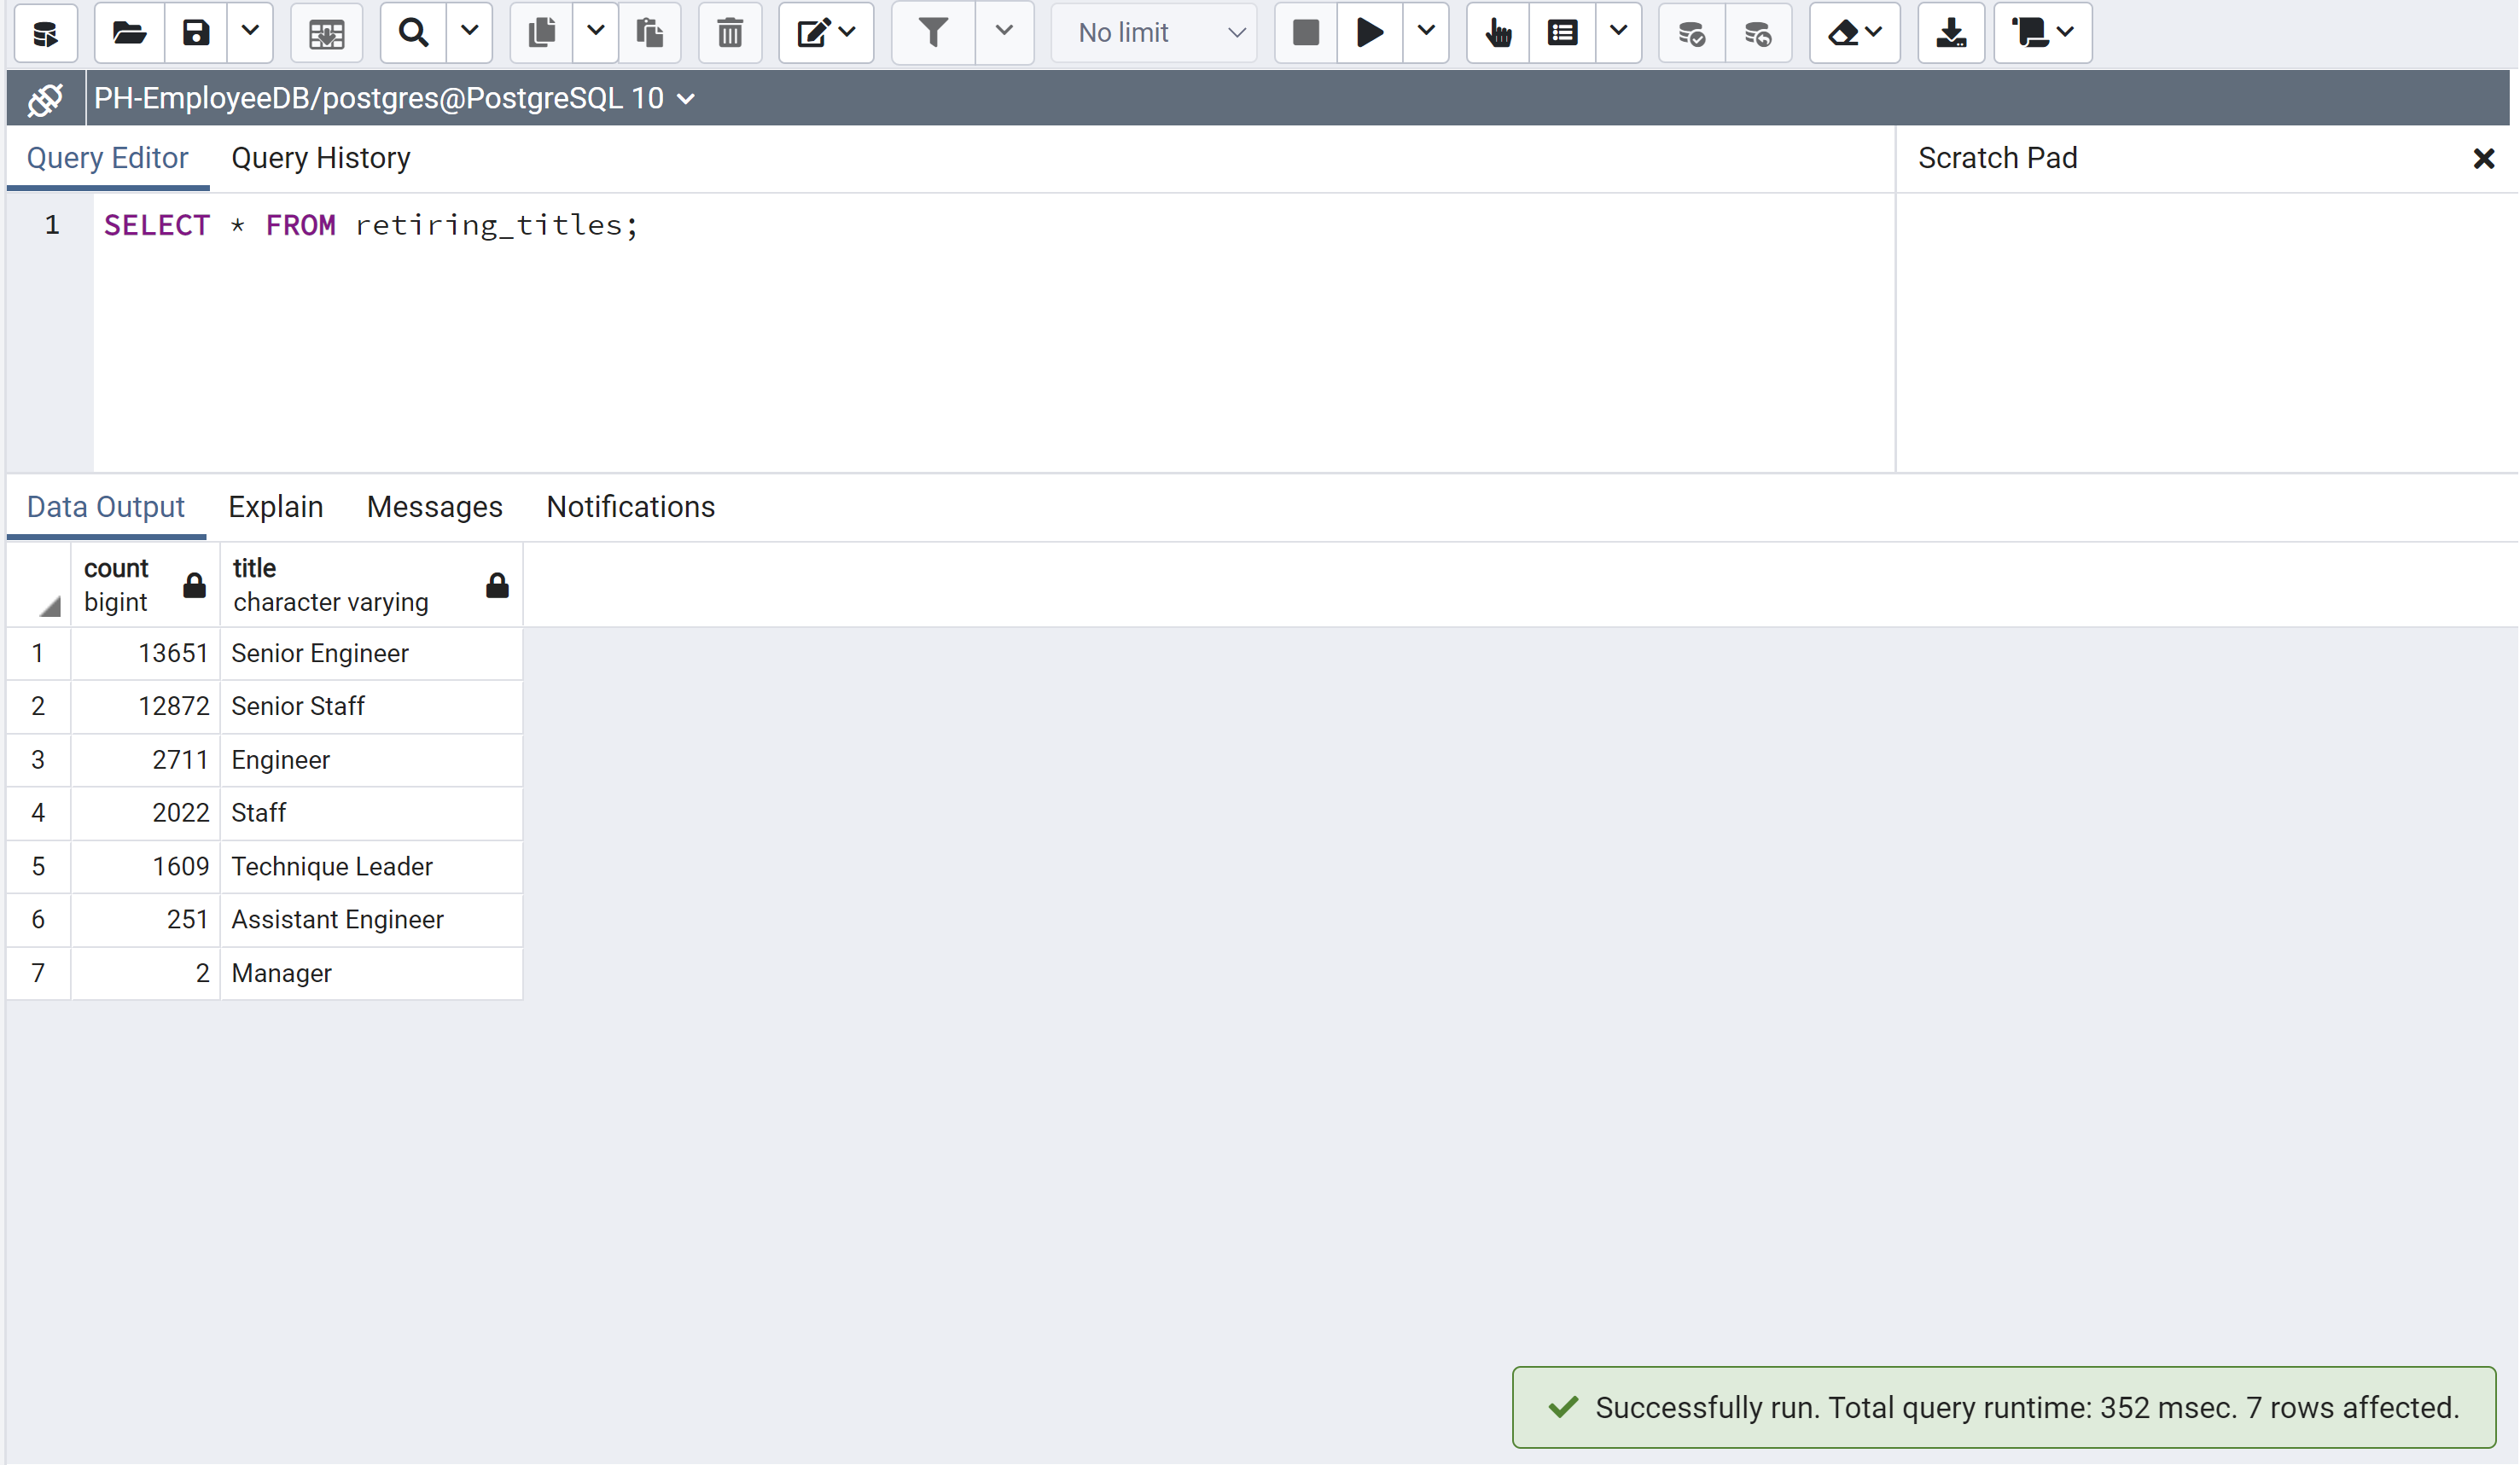 No limit
PH-EmployeeDB/postgres@PostgreSQL 10
Query Editor Query History Scratch Pad
1 SELECT * FROM retiring_titles;
Data Output Explain Messages Notifications
count title
bigint character varying
1 13651 Senior Engineer
2 12872 Senior Staff
3 2711 Engineer
4 2022 Staff
5 1609 Technique Leader
6 251 Assistant Engineer
7 2 Manager
Successfully run. Total query runtime: 352 msec. 7 rows affected.